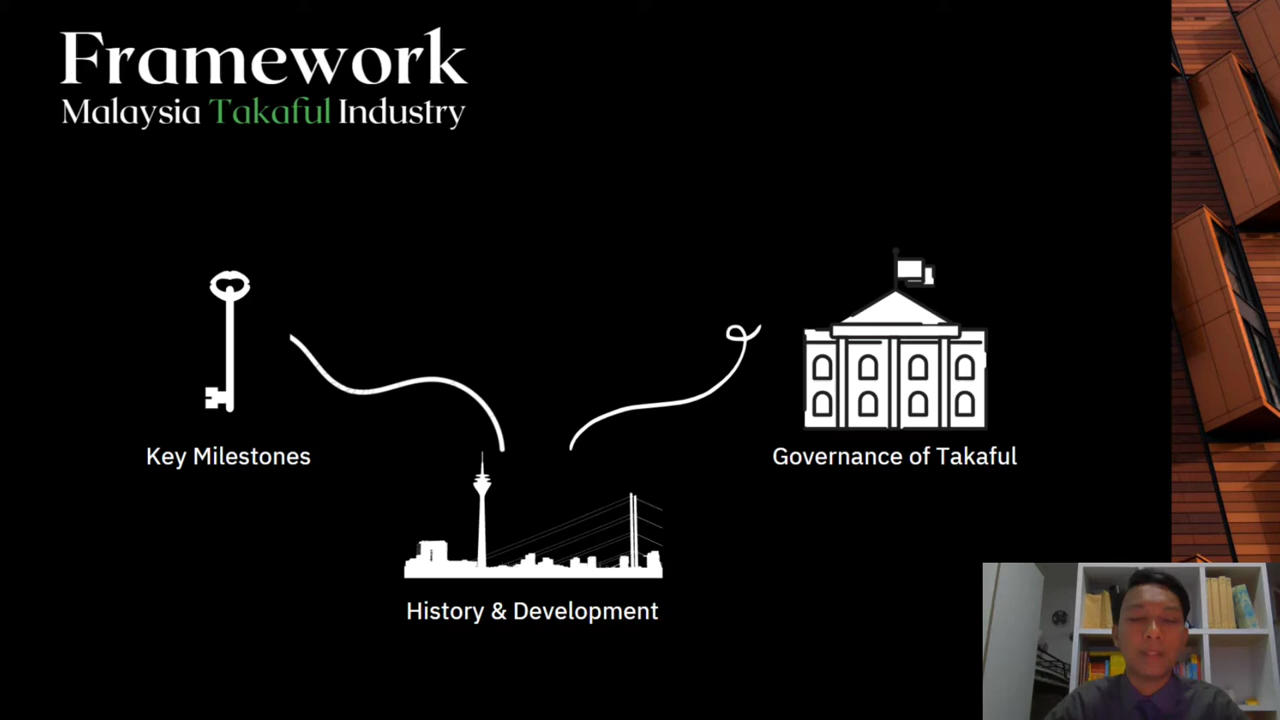 Framework
Malaysia Takaful Industry
Key Milestones
Governance of Takaful
History & Development